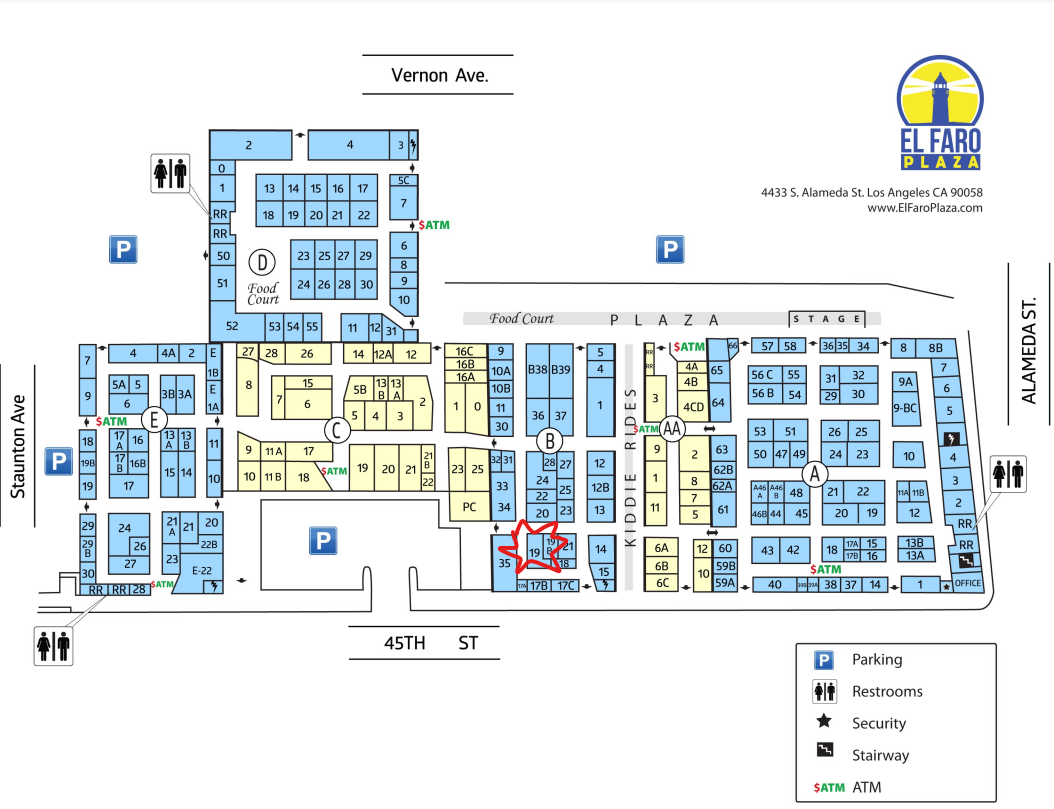 Vernon Ave.
EL FARO
PLAZA
4433 S. Alameda St. Los Angeles CA 90058
www.ElFaroPlaza.com
2 4 3
0
1
RR
RR
50
51
52
13 14 15 16 17
18 19 20 21 22
5C
7
$ATM
D
Food
Court
23 25 27 29
24 26 28 30
6
8
9
10
53 54 55
11 12 31
P
P
Food Court
P L A Z A
S T A G E
ALAMEDA ST.
Staunton Ave
7
9
$ATM
18
19B
19
29
29
B
30
4 4A 2
E
1B
E
1A
5A 5
6
3B 3A
E
17
A
16
17
B
16B
17
13
A
13
B
15 14
11
10
P
24
26
27
21
A
21 20
22B
23
E-22
$ATM
RR RR 28
27 28 26 14 12A 12
8
15
7 6
5B
13
B
13
A
5 4 3
2
C
9 11A 17
10 11B 18
$ATM
19 20 21
21
B
22
16C
16B
16A
1 0
23 25
PC
P
9
10A
10B
11
30
32 31
33
34
35
B38 B39
36 37
B
28 27
24
25
22
20 23
19
19
B
21
18
17A 17B 17C
5
4
1
12
12B
13
14
15
KIDDIE RIDES
RR
RR
$ATM
3
4A
4B
4CD
$ATM
AA
9
1
11
2
8
7
5
6A
6B
6C
12
10
66
65
64
63
62B
62A
61
60
59B
59A
57 58
36 35 34
8 8B
56 C 55
56 B 54
31 32
29 30
9A
9-BC
7
6
5
4
3
2
RR
RR
OFFICE
53 51
50 47 49
26 25
24 23
10
A
A46
A
A46
B
48
46B 44 45
21 22
20 19
11A 11B
12
43 42
18 17A 15
17B 16
13B
13A
$ATM
40 39B 39A 38 37 14
1
45TH ST
P Parking
Restrooms
Security
Stairway
$ATM ATM